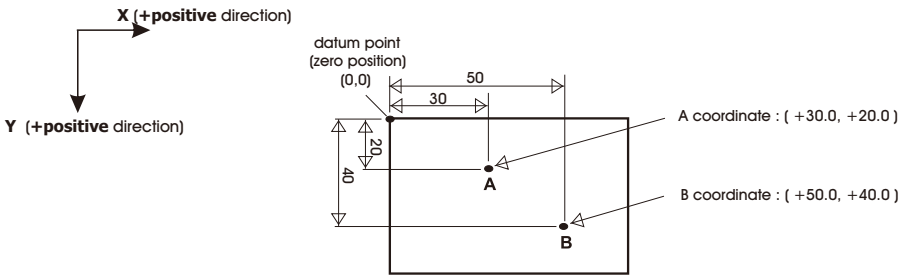 X (+positive direction)
datum point
(zero position)
(0,0)
50
30
Y (+positive direction)
20
40
A
B
A coordinate : ( +30.0, +20.0 )
B coordinate : ( +50.0, +40.0 )